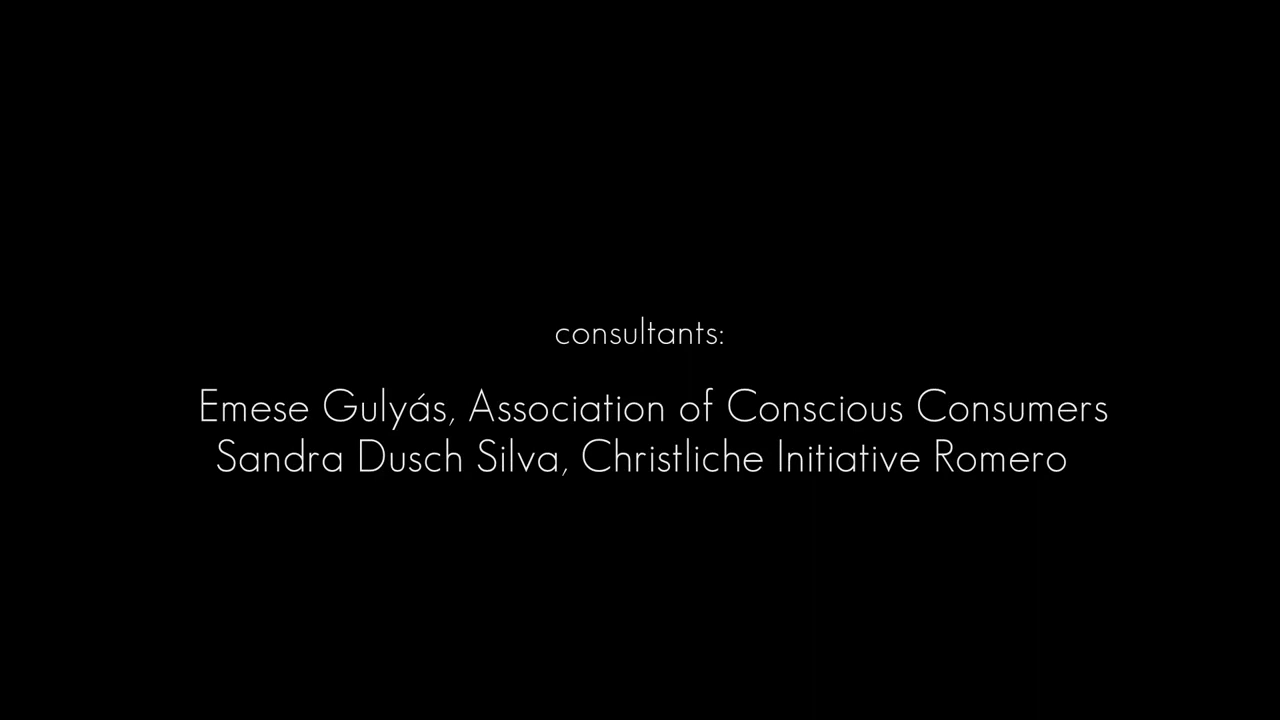 consultants:
Emese Gulyás, Association of Conscious Consumers
Sandra Dusch Silva, Christliche Initiative Romero